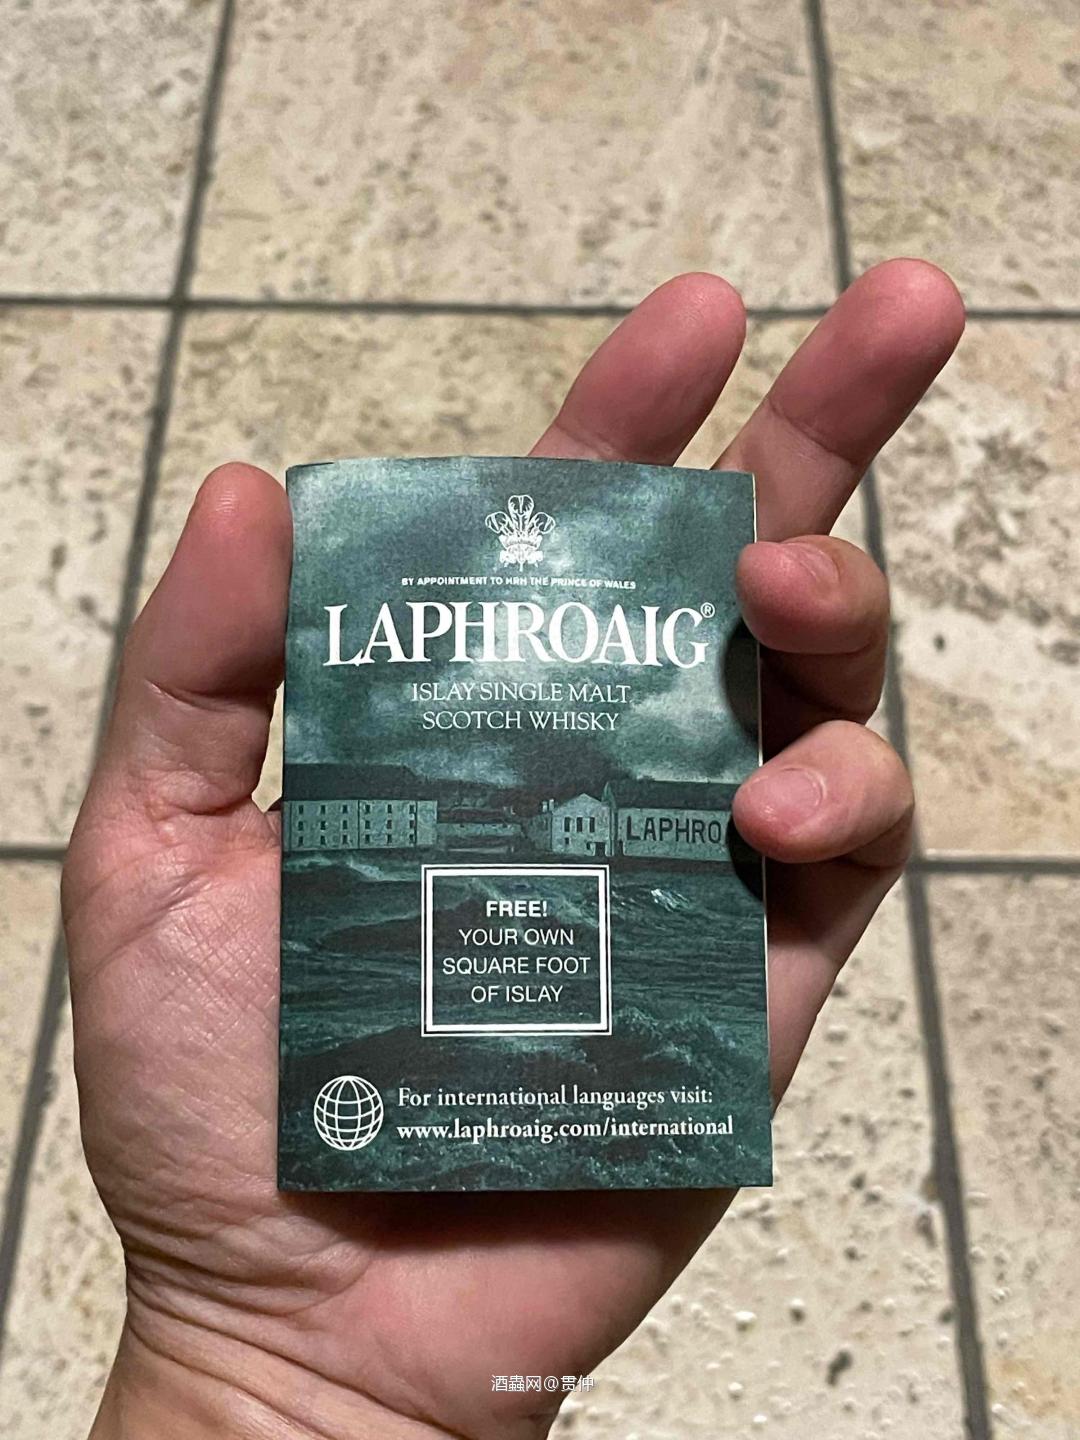 BY APPOINTMENT TO HRH THE PRINCE OF WALES
LAPHROAIG®
ISLAY SINGLE MALT
SCOTCH WHISKY
LAPHRO
FREE!
YOUR OWN
SQUARE FOOT
OF ISLAY
For international languages visit:
www.laphroaig.com/international
酒蟲网@贯仲